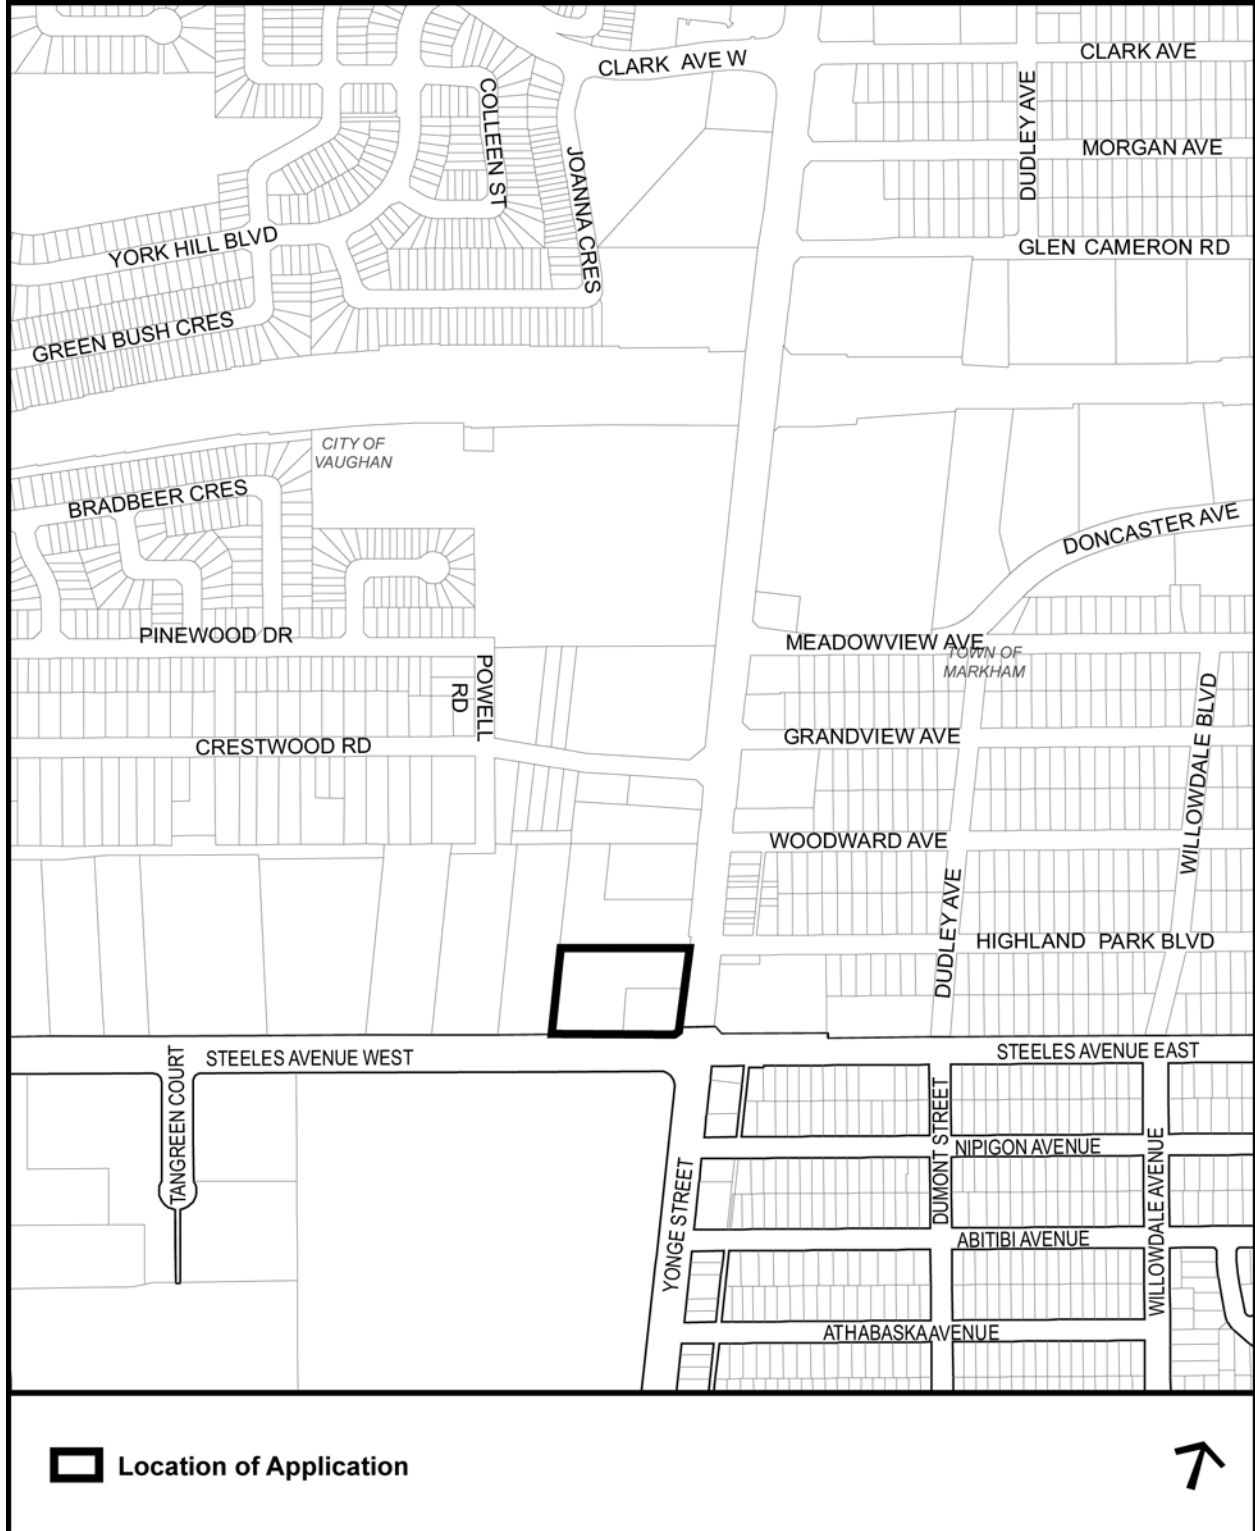 CLARK AVE W
CLARK AVE
COLLEEN ST
DUDLEY AVE
JOANNA CRES
MORGAN AVE
YORK HILL BLVD
GLEN CAMERON RD
GREEN BUSH CRES
CITY OF
VAUGHAN
BRADBEER CRES
DONCASTER AVE
PINEWOOD DR
MEADOWVIEW AVE
TOWN OF
MARKHAM
POWELL
RD
WILLOWDALE BLVD
CRESTWOOD RD
GRANDVIEW AVE
WOODWARD AVE
DUDLEY AVE
HIGHLAND PARK BLVD
STEELES AVENUE WEST
STEELES AVENUE EAST
TANGREEN COURT
DUMONT STREET
NIPIGON AVENUE
YONGE STREET
WILLOWDALE AVENUE
ABITIBI AVENUE
ATHABASKA AVENUE
Location of Application